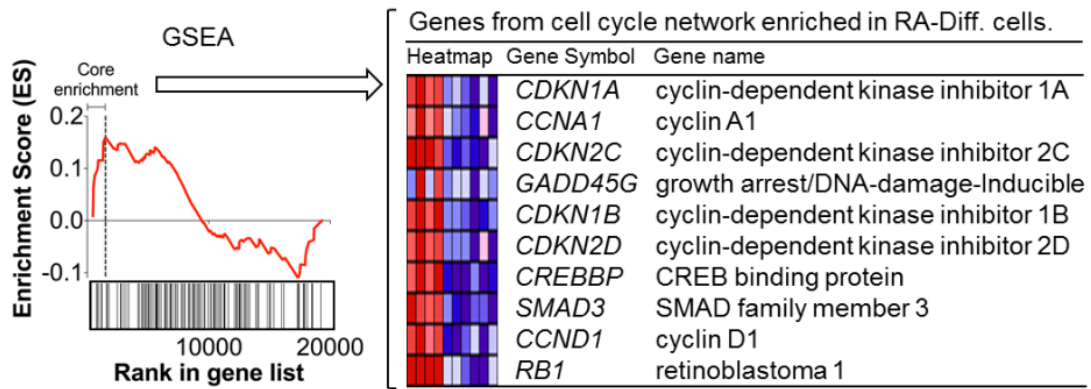 GSEA
Core
enrichment
Enrichment Score (ES)
0.2
0.1
0.0
-0.1
10000
20000
Rank in gene list
Genes from cell cycle network enriched in RA-Diff. cells.
Heatmap Gene Symbol Gene name
CDKN1A cyclin-dependent kinase inhibitor 1A
CCNA1 cyclin A1
CDKN2C cyclin-dependent kinase inhibitor 2C
GADD45G growth arrest/DNA-damage-Inducible
CDKN1B cyclin-dependent kinase inhibitor 1B
CDKN2D cyclin-dependent kinase inhibitor 2D
CREBBP CREB binding protein
SMAD3 SMAD family member 3
CCND1 cyclin D1
RB1 retinoblastoma 1